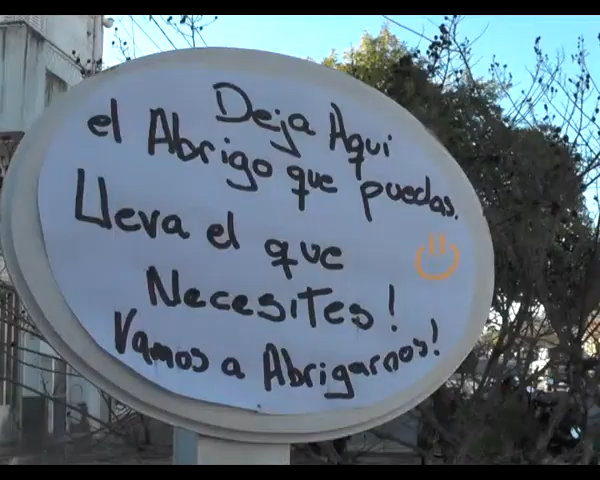 Deja Aqui
el Abrigo que puedas.
Lleva el que
Necesites!
Vamos a Abrigarnos!